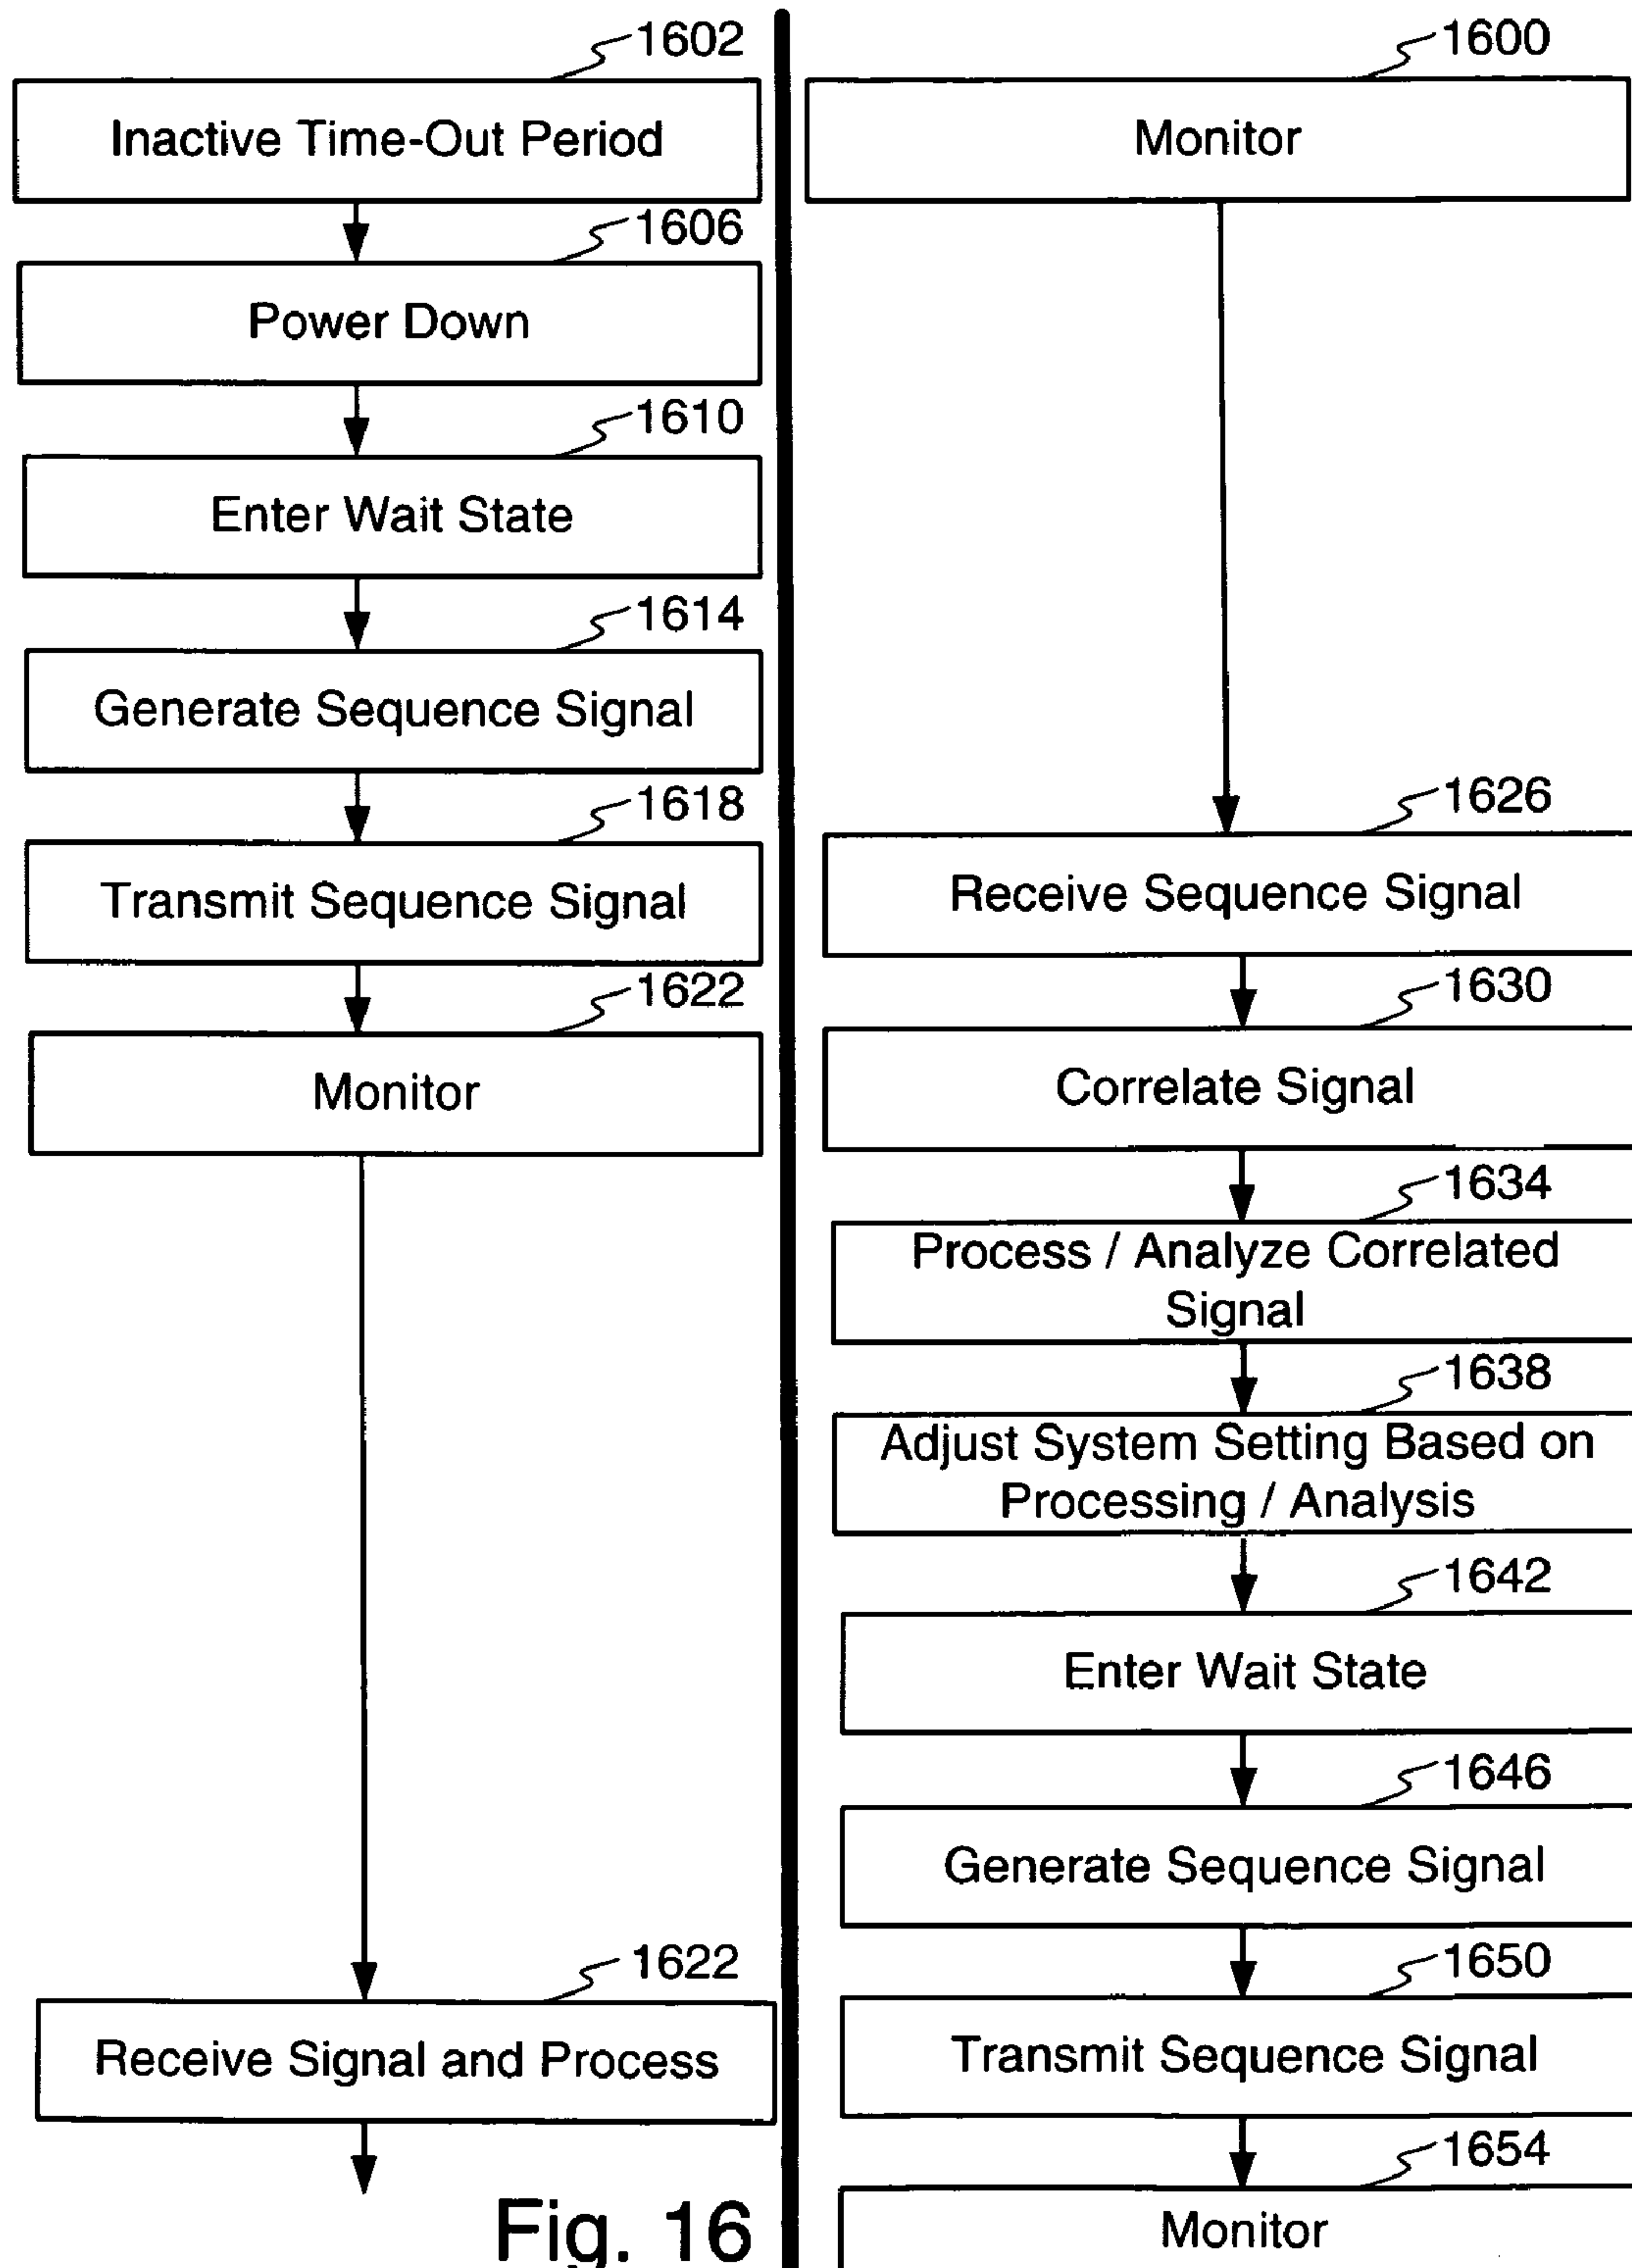 1602
Inactive Time-Out Period
1606
Power Down
1610
Enter Wait State
1614
Generate Sequence Signal
1618
Transmit Sequence Signal
1622
Monitor
1622
Receive Signal and Process
1600
Monitor
1626
Receive Sequence Signal
1630
Correlate Signal
1634
Process / Analyze Correlated
Signal
1638
Adjust System Setting Based on
Processing / Analysis
1642
Enter Wait State
1646
Generate Sequence Signal
1650
Transmit Sequence Signal
1654
Monitor
Fig. 16